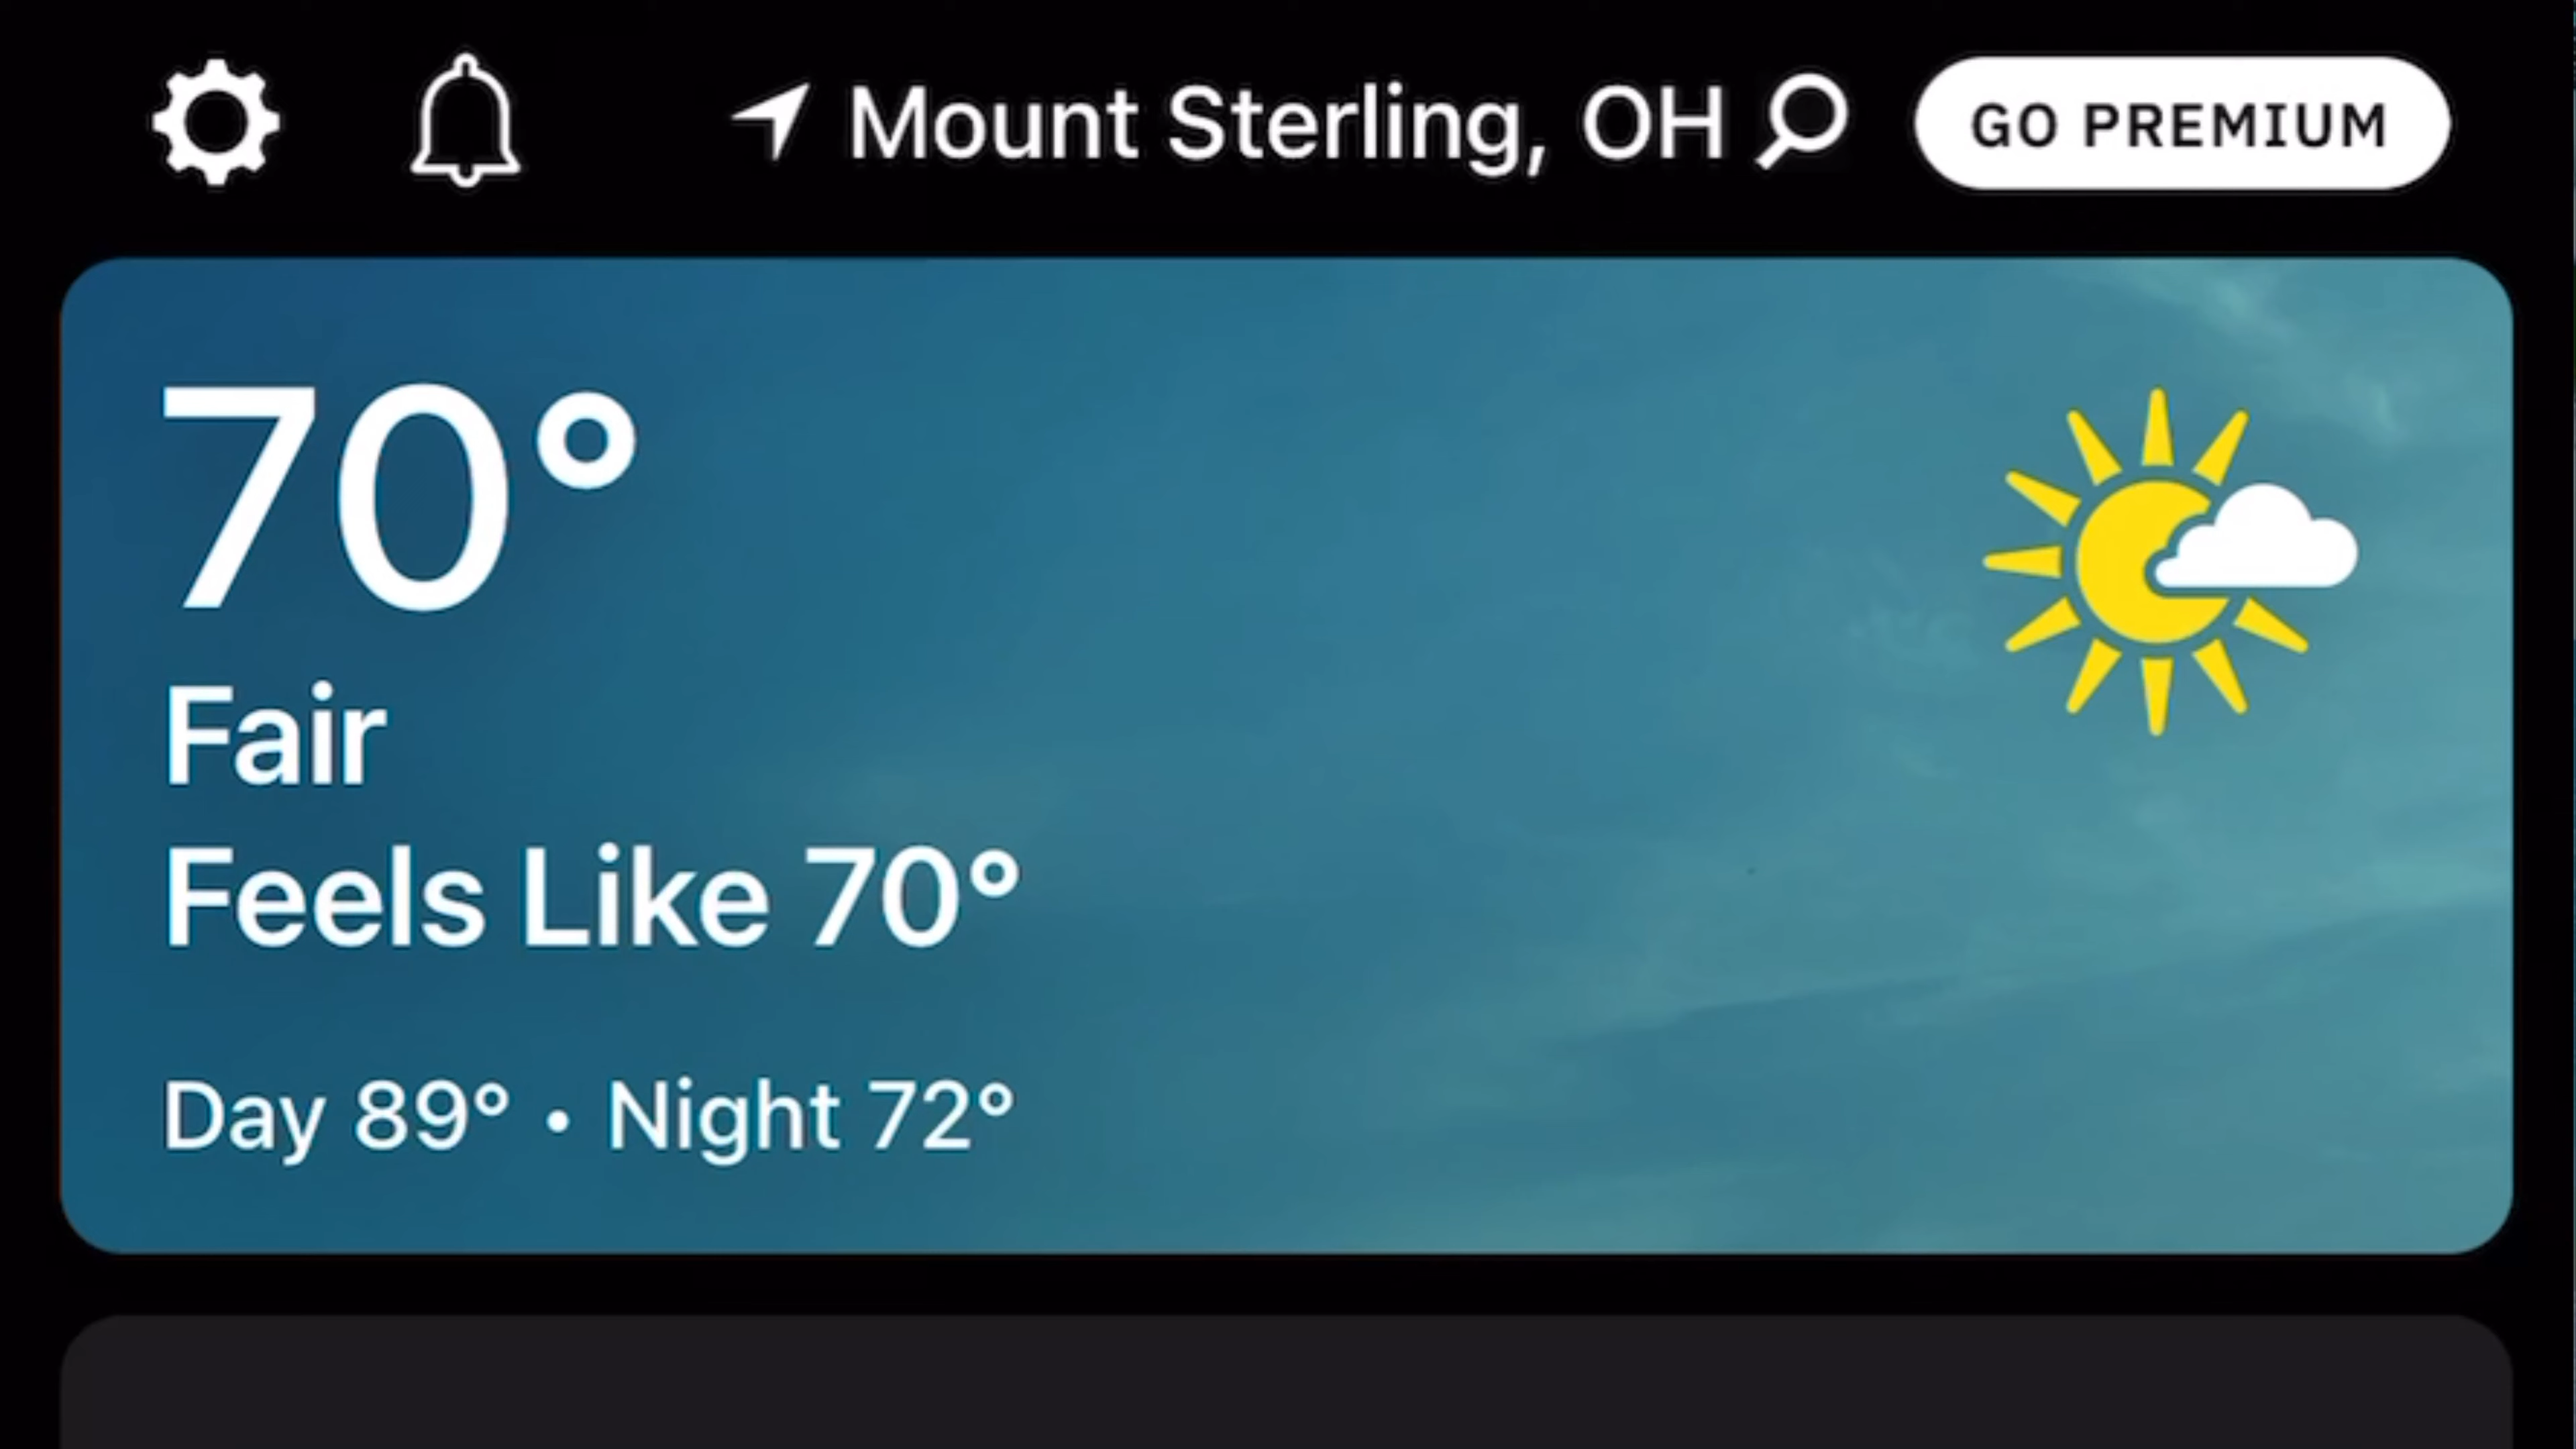 Mount Sterling, OH
GO PREMIUM
70°
Fair
Feels Like 70°
Day 89° • Night 72°